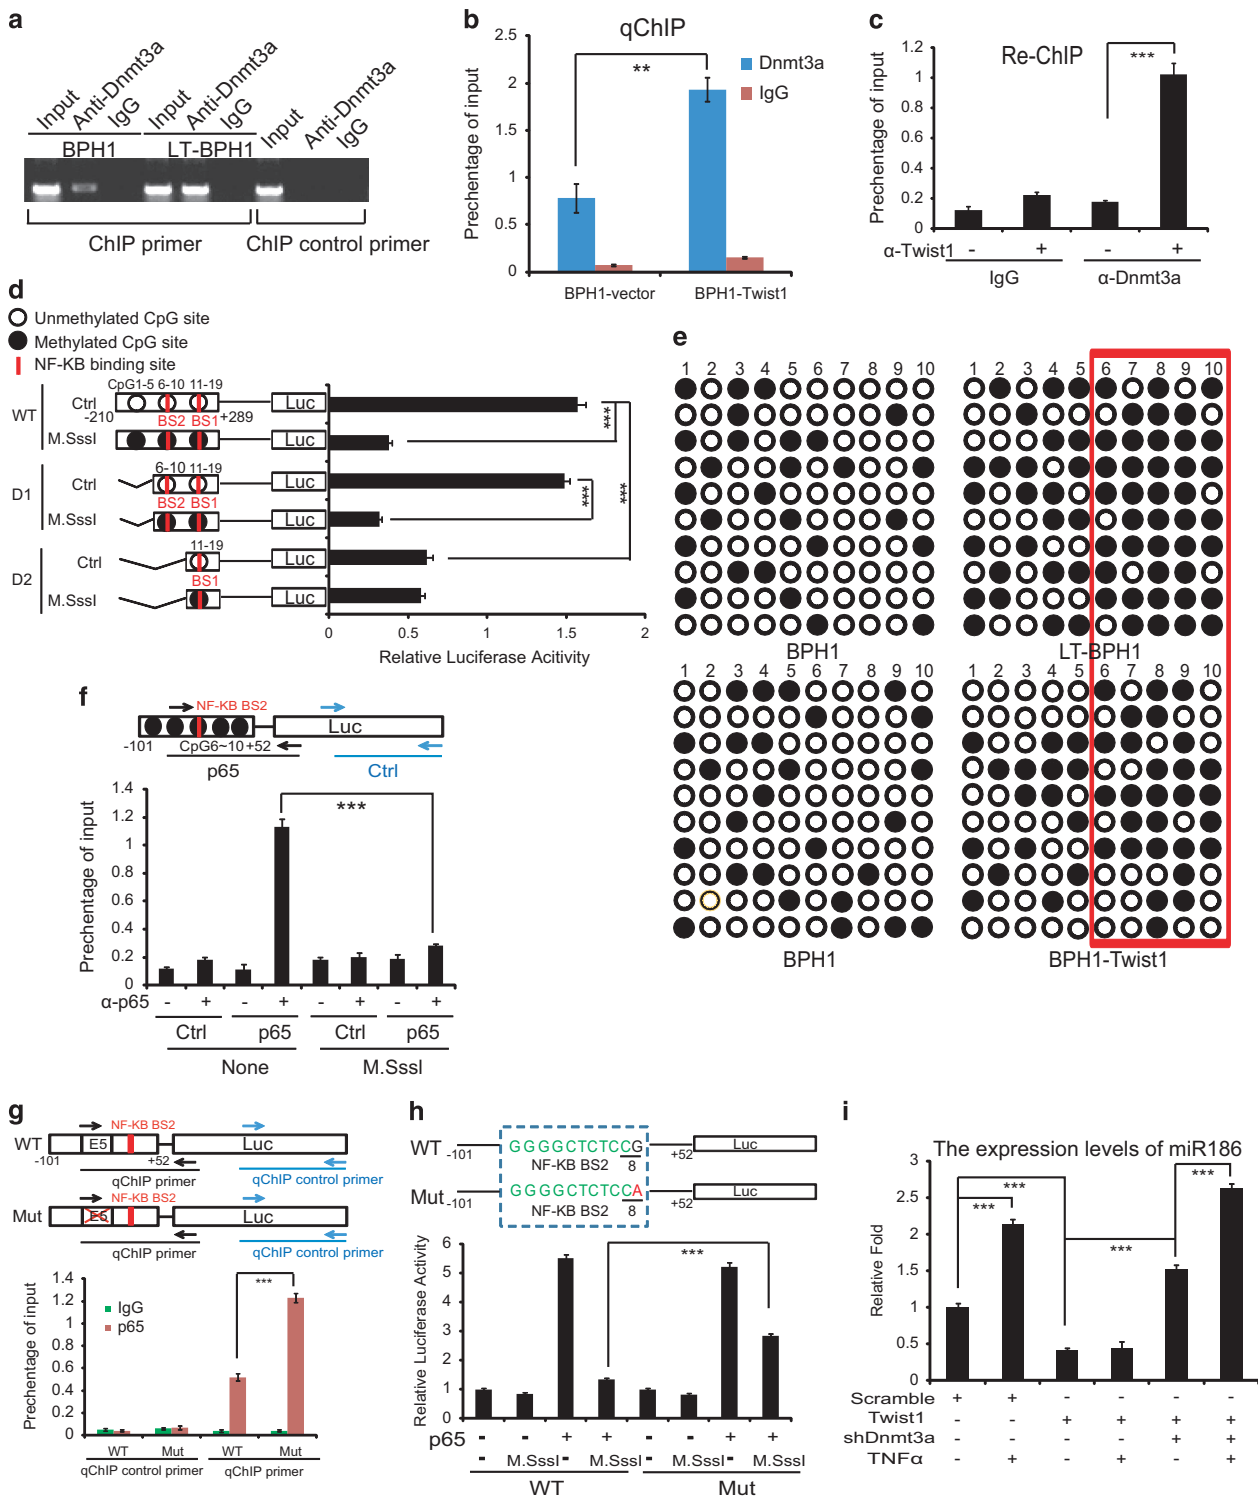 a
Input
Anti-Dnmt3a
IgG
Input
Anti-Dnmt3a
IgG
Input
Anti-Dnmt3a
IgG
BPH1
LT-BPH1
ChIP primer
ChIP control primer
b
qChIP
Prechentage of input
2.5
2
1.5
1
0.5
0
**
Dnmt3a
IgG
BPH1-vector
BPH1-Twist1
c
Re-ChIP
Prechentage of input
1.2
1
0.8
0.6
0.4
0.2
0
***
α-Twist1 - + - +
IgG α-Dnmt3a
d
Unmethylated CpG site
Methylated CpG site
NF-KB binding site
CpG1-5 6-10 11-19
WT
Ctrl
-210 BS2 BS1 +289
M.SssI
Luc
Luc
***
D1
6-10 11-19
Ctrl
BS2 BS1
M.SssI
Luc
Luc
***
***
D2
11-19
Ctrl
BS1
M.SssI
Luc
Luc
0 0.5 1 1.5 2
Relative Luciferase Acitivity
e
1 2 3 4 5 6 7 8 9 10
1 2 3 4 5 6 7 8 9 10
BPH1
LT-BPH1
1 2 3 4 5 6 7 8 9 10
1 2 3 4 5 6 7 8 9 10
BPH1
BPH1-Twist1
f
NF-KB BS2
Luc
-101 CpG6~10 +52
p65
Ctrl
Prechentage of input
1.4
1.2
1
0.8
0.6
0.4
0.2
0
***
α-p65 - + - + - + - +
Ctrl p65 Ctrl p65
None M.SssI
g
NF-KB BS2
WT E5 Luc
-101 +52
qChIP primer qChIP control primer
NF-KB BS2
Mut E5 Luc
qChIP primer qChIP control primer
Prechentage of input
1.4
1.2
1
0.8
0.6
0.4
0.2
0
IgG
p65
***
WT Mut WT Mut
qChIP control primer qChIP primer
h
WT -101 GGGGCTCTCCG +52 Luc
NF-KB BS2 8
Mut -101 GGGGCTCTCCA +52 Luc
NF-KB BS2 8
Relative Luciferase Activity
6
5
4
3
2
1
0
***
p65 - - + + - - + +
- M.SssI - M.SssI - M.SssI - M.SssI
WT Mut
i
The expression levels of miR186
Relative Fold
3
2.5
2
1.5
1
0.5
0
***
***
***
***
Scramble + + - - - -
Twist1 - - + + + +
shDnmt3a - - - - + +
TNFα - + - + - +